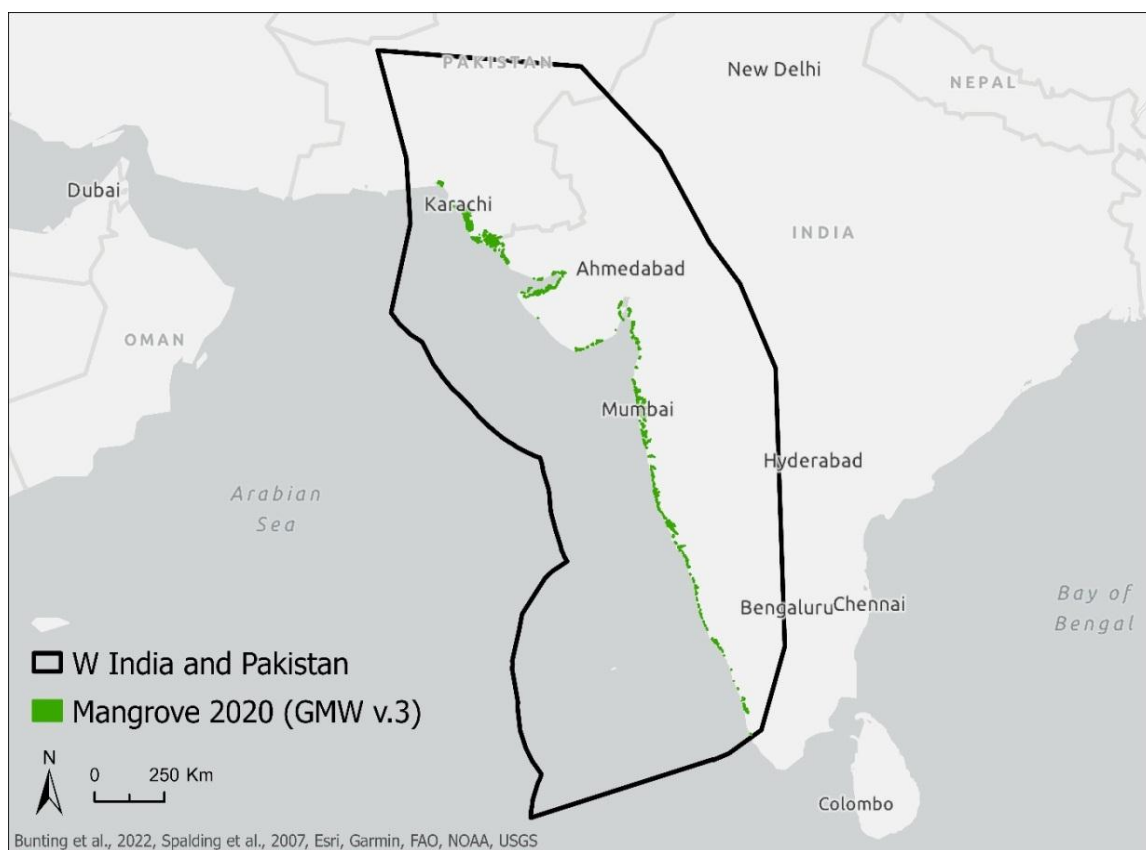 PAKISTAN
New Delhi
NEPAL
Dubai
Karachi
INDIA
Ahmedabad
OMAN
Mumbai
Hyderabad
Arabian
Sea
Bengaluru
Chennai
Bay of
Bengal
W India and Pakistan
Mangrove 2020 (GMW v.3)
N
0 250 Km
Colombo
Bunting et al., 2022, Spalding et al., 2007, Esri, Garmin, FAO, NOAA, USGS